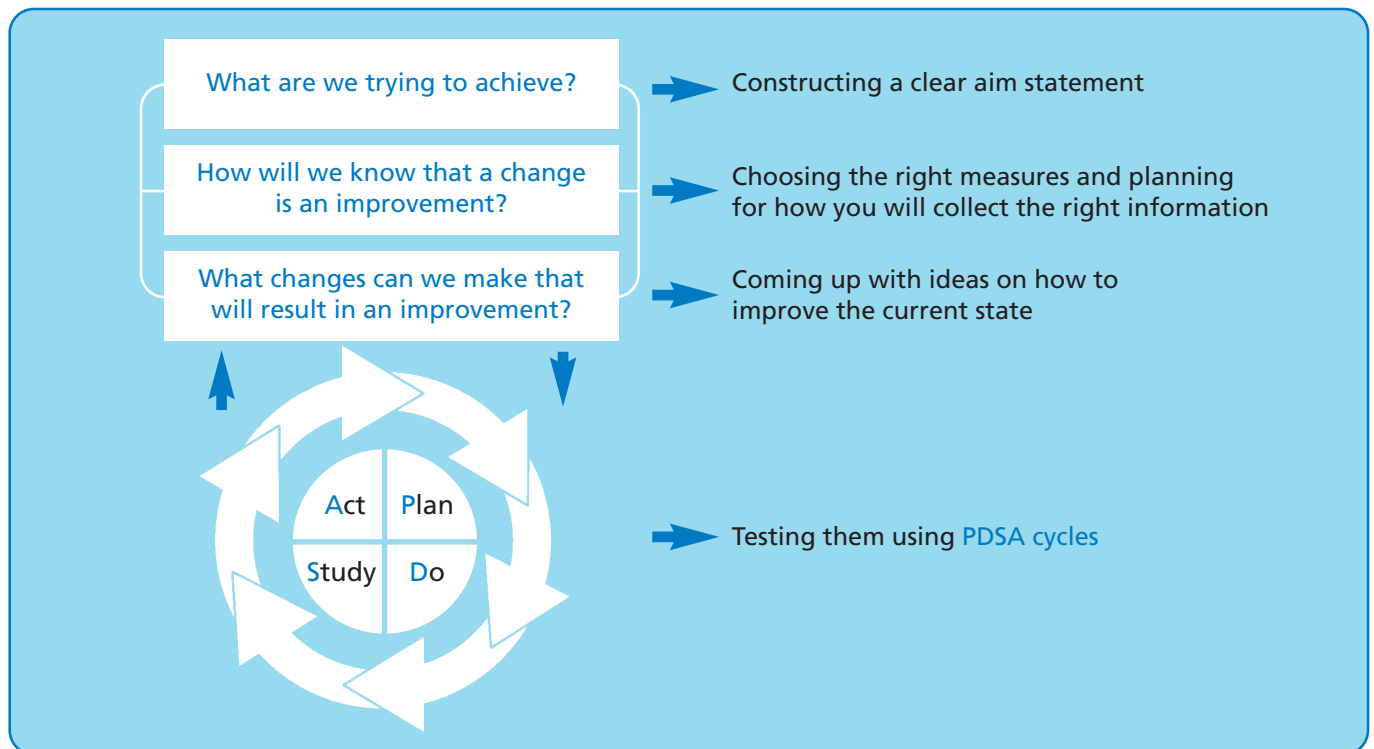 What are we trying to achieve?
Constructing a clear aim statement
How will we know that a change
is an improvement?
Choosing the right measures and planning
for how you will collect the right information
What changes can we make that
will result in an improvement?
Coming up with ideas on how to
improve the current state
Act
Plan
Study
Do
Testing them using PDSA cycles